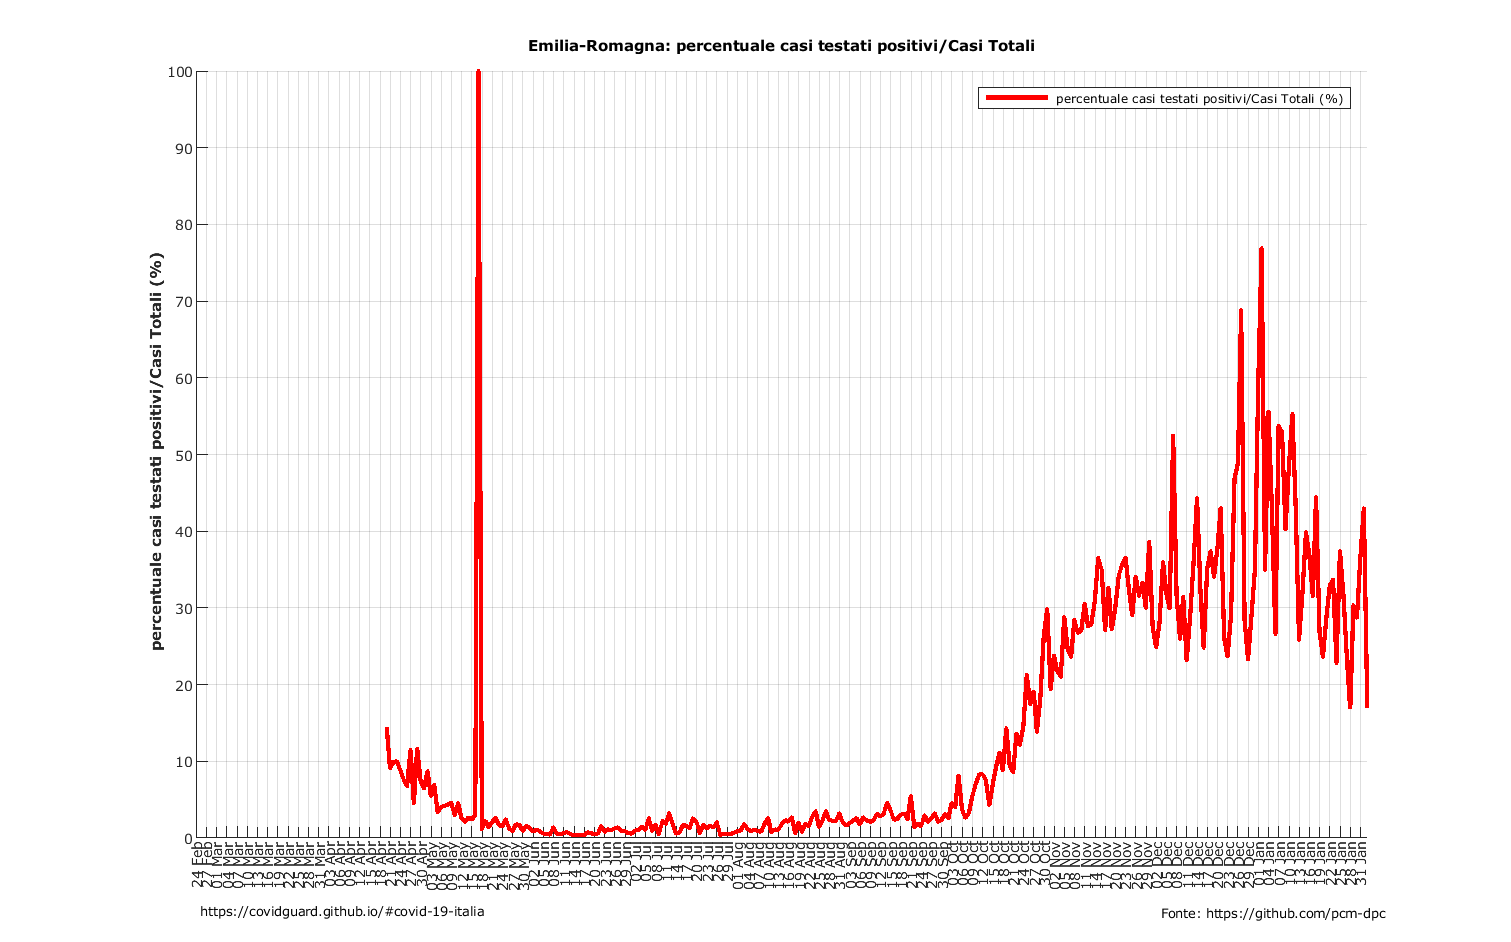 Emilia-Romagna: percentuale casi testati positivi/Casi Totali
percentuale casi testati positivi/Casi Totali (%)
percentuale casi testati positivi/Casi Totali (%)
100
90
80
70
60
50
40
30
20
10
0
24 Feb
27 Feb
01 Mar
04 Mar
07 Mar
10 Mar
13 Mar
16 Mar
19 Mar
22 Mar
25 Mar
28 Mar
31 Mar
03 Apr
06 Apr
09 Apr
12 Apr
15 Apr
18 Apr
21 Apr
24 Apr
27 Apr
30 Apr
03 May
06 May
09 May
12 May
15 May
18 May
21 May
24 May
27 May
30 May
02 Jun
05 Jun
08 Jun
11 Jun
14 Jun
17 Jun
20 Jun
23 Jun
26 Jun
29 Jun
02 Jul
05 Jul
08 Jul
11 Jul
14 Jul
17 Jul
20 Jul
23 Jul
26 Jul
29 Jul
01 Aug
04 Aug
07 Aug
10 Aug
13 Aug
16 Aug
19 Aug
22 Aug
25 Aug
28 Aug
31 Aug
03 Sep
06 Sep
09 Sep
12 Sep
15 Sep
18 Sep
21 Sep
24 Sep
27 Sep
30 Sep
03 Oct
06 Oct
09 Oct
12 Oct
15 Oct
18 Oct
21 Oct
24 Oct
27 Oct
30 Oct
02 Nov
05 Nov
08 Nov
11 Nov
14 Nov
17 Nov
20 Nov
23 Nov
26 Nov
29 Nov
02 Dec
05 Dec
08 Dec
11 Dec
14 Dec
17 Dec
20 Dec
23 Dec
26 Dec
29 Dec
01 Jan
04 Jan
07 Jan
10 Jan
13 Jan
16 Jan
19 Jan
22 Jan
25 Jan
28 Jan
31 Jan
https://covidguard.github.io/#covid-19-italia
Fonte: https://github.com/pcm-dpc